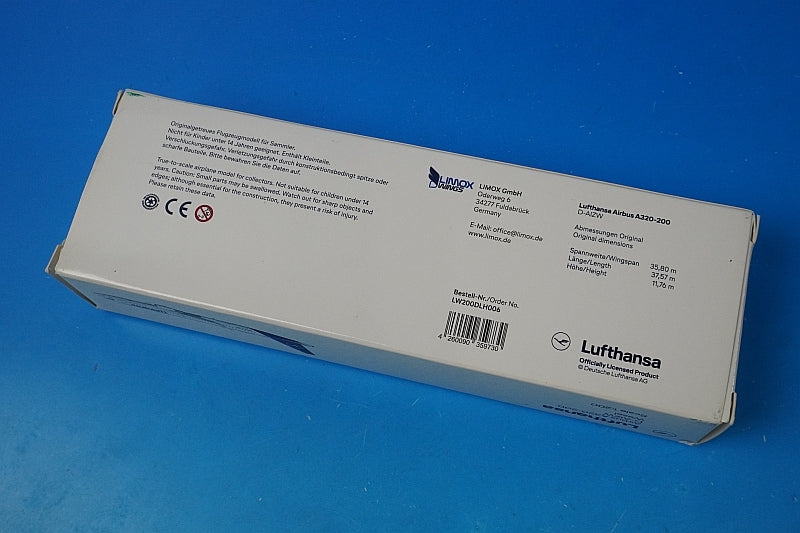 Originalgetreues Flugzeugmodell für Sammler.
Nicht für Kinder unter 14 Jahren geeignet. Enthält Kleinteile.
Verschluckungsgefahr. Verletzungsgefahr durch konstruktionsbedingt spitze oder
scharfe Bauteile. Bitte bewahren Sie die Daten auf.
True-to-scale airplane model for collectors. Not suitable for children under 14
years. Caution: Small parts may be swallowed. Watch out for sharp objects and
edges; although essential for the construction, they present a risk of injury.
Please retain these data.
CE
LIMOX
WINGS
LIMOX GmbH
Oderweg 6
34277 Fuldabrück
Germany
E-Mail: office@limox.de
www.limox.de
Lufthansa Airbus A320-200
D-AIZW
Abmessungen Original
Original dimensions
Spannweite/Wingspan 35,80 m
Länge/Length 37,57 m
Höhe/Height 11,76 m
Bestell-Nr./Order No.
LW200DLH006
4 260090 359730
Lufthansa
Officially Licensed Product
© Deutsche Lufthansa AG
Lufthansa